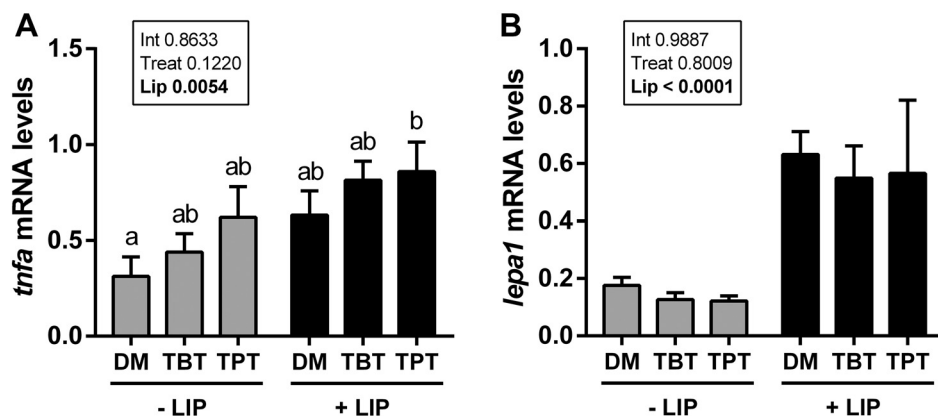 A
tnfa mRNA levels
Int 0.8633
Treat 0.1220
Lip 0.0054
1.5
1.0
0.5
0.0
a
ab
ab
ab
ab
b
DM TBT TPT DM TBT TPT
- LIP + LIP
B
lepa1 mRNA levels
Int 0.9887
Treat 0.8009
Lip < 0.0001
1.0
0.8
0.6
0.4
0.2
0.0
DM TBT TPT DM TBT TPT
- LIP + LIP